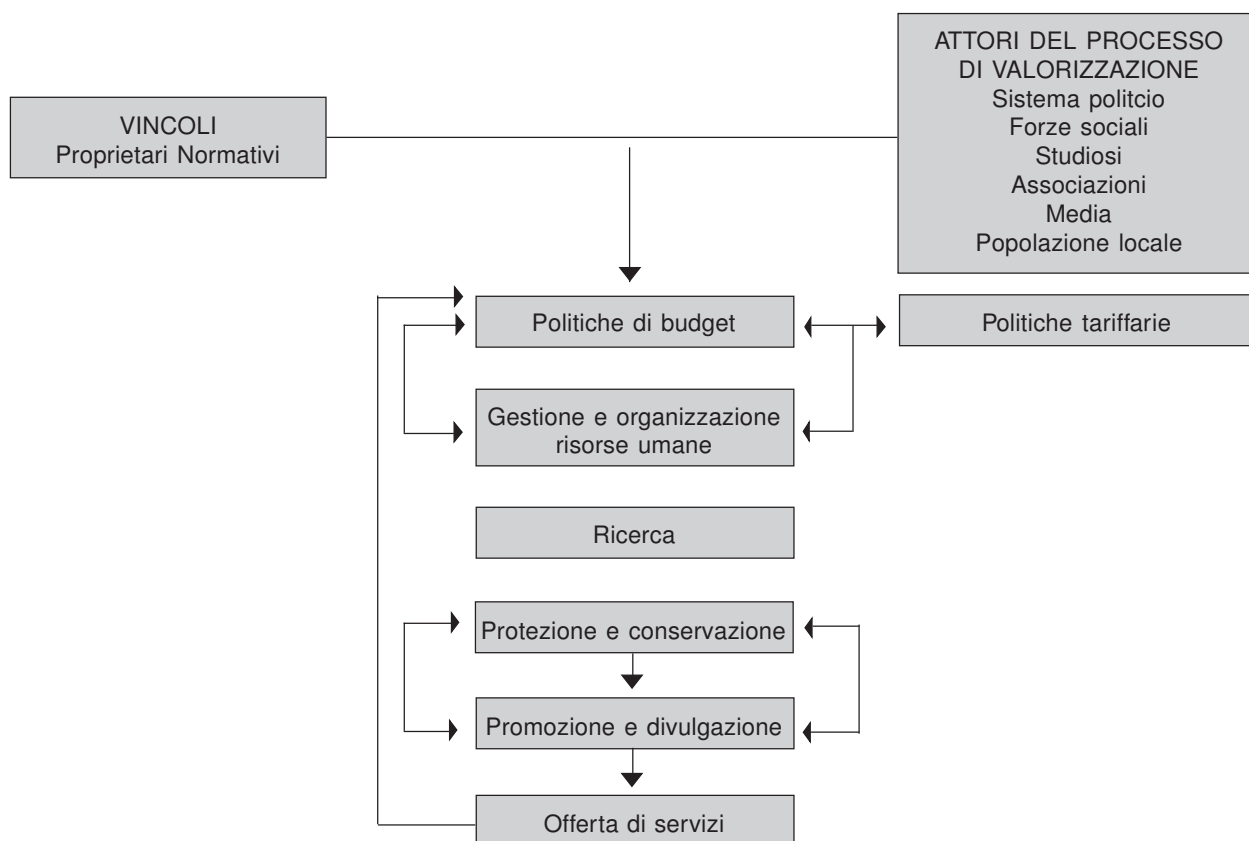 VINCOLI
Proprietari Normativi
ATTORI DEL PROCESSO
DI VALORIZZAZIONE
Sistema politcio
Forze sociali
Studiosi
Associazioni
Media
Popolazione locale
Politiche di budget
Politiche tariffarie
Gestione e organizzazione
risorse umane
Ricerca
Protezione e conservazione
Promozione e divulgazione
Offerta di servizi